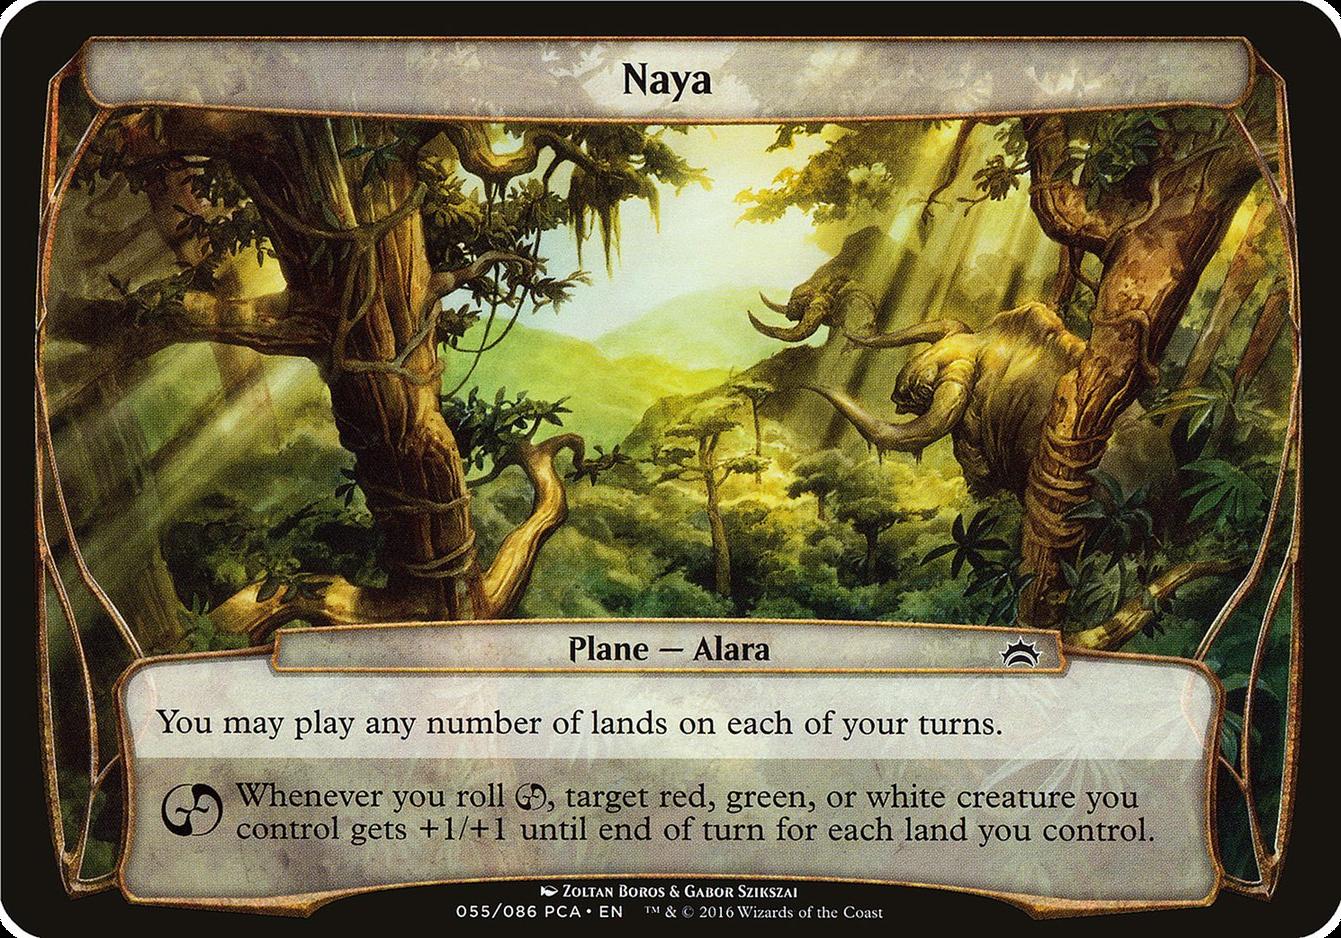 Naya
Plane — Alara
You may play any number of lands on each of your turns.
Whenever you roll , target red, green, or white creature you
control gets +1/+1 until end of turn for each land you control.
Zoltan Boros & Gabor Szikszai
055/086 PCA • EN ™ & © 2016 Wizards of the Coast